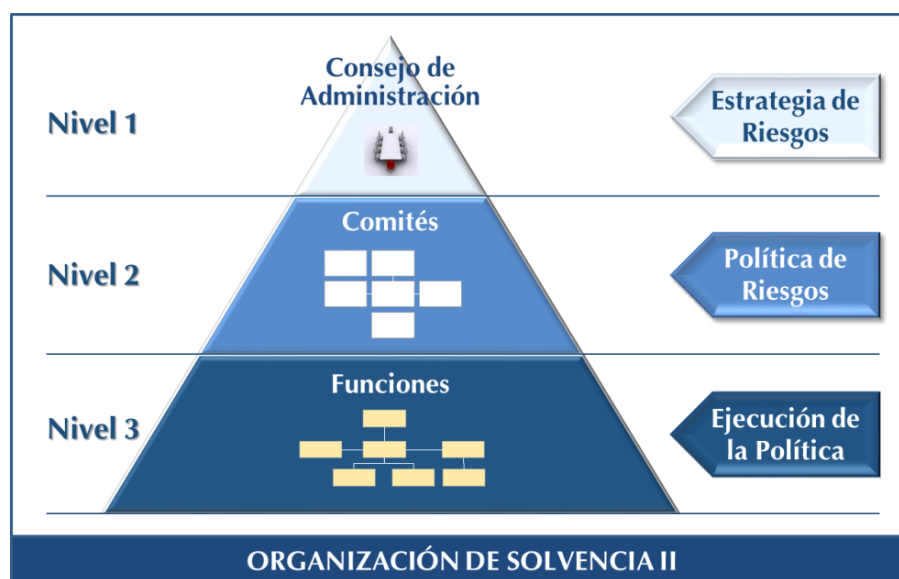 Consejo de
Administración
Nivel 1
Estrategia de
Riesgos
Comités
Nivel 2
Política de
Riesgos
Funciones
Nivel 3
Ejecución de
la Política
ORGANIZACIÓN DE SOLVENCIA II